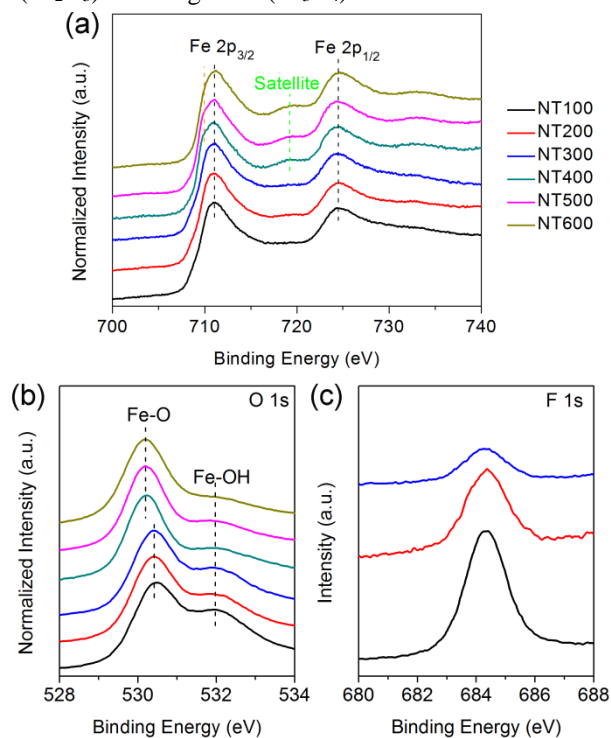 (a)
Fe 2p3/2
Fe 2p1/2
Satellite
NT100
NT200
NT300
NT400
NT500
NT600
Normalized Intensity (a.u.)
700 710 720 730 740
Binding Energy (eV)
(b)
O 1s
Fe-O
Fe-OH
Normalized Intensity (a.u.)
528 530 532 534
Binding Energy (eV)
(c)
F 1s
Intensity (a.u.)
680 682 684 686 688
Binding Energy (eV)